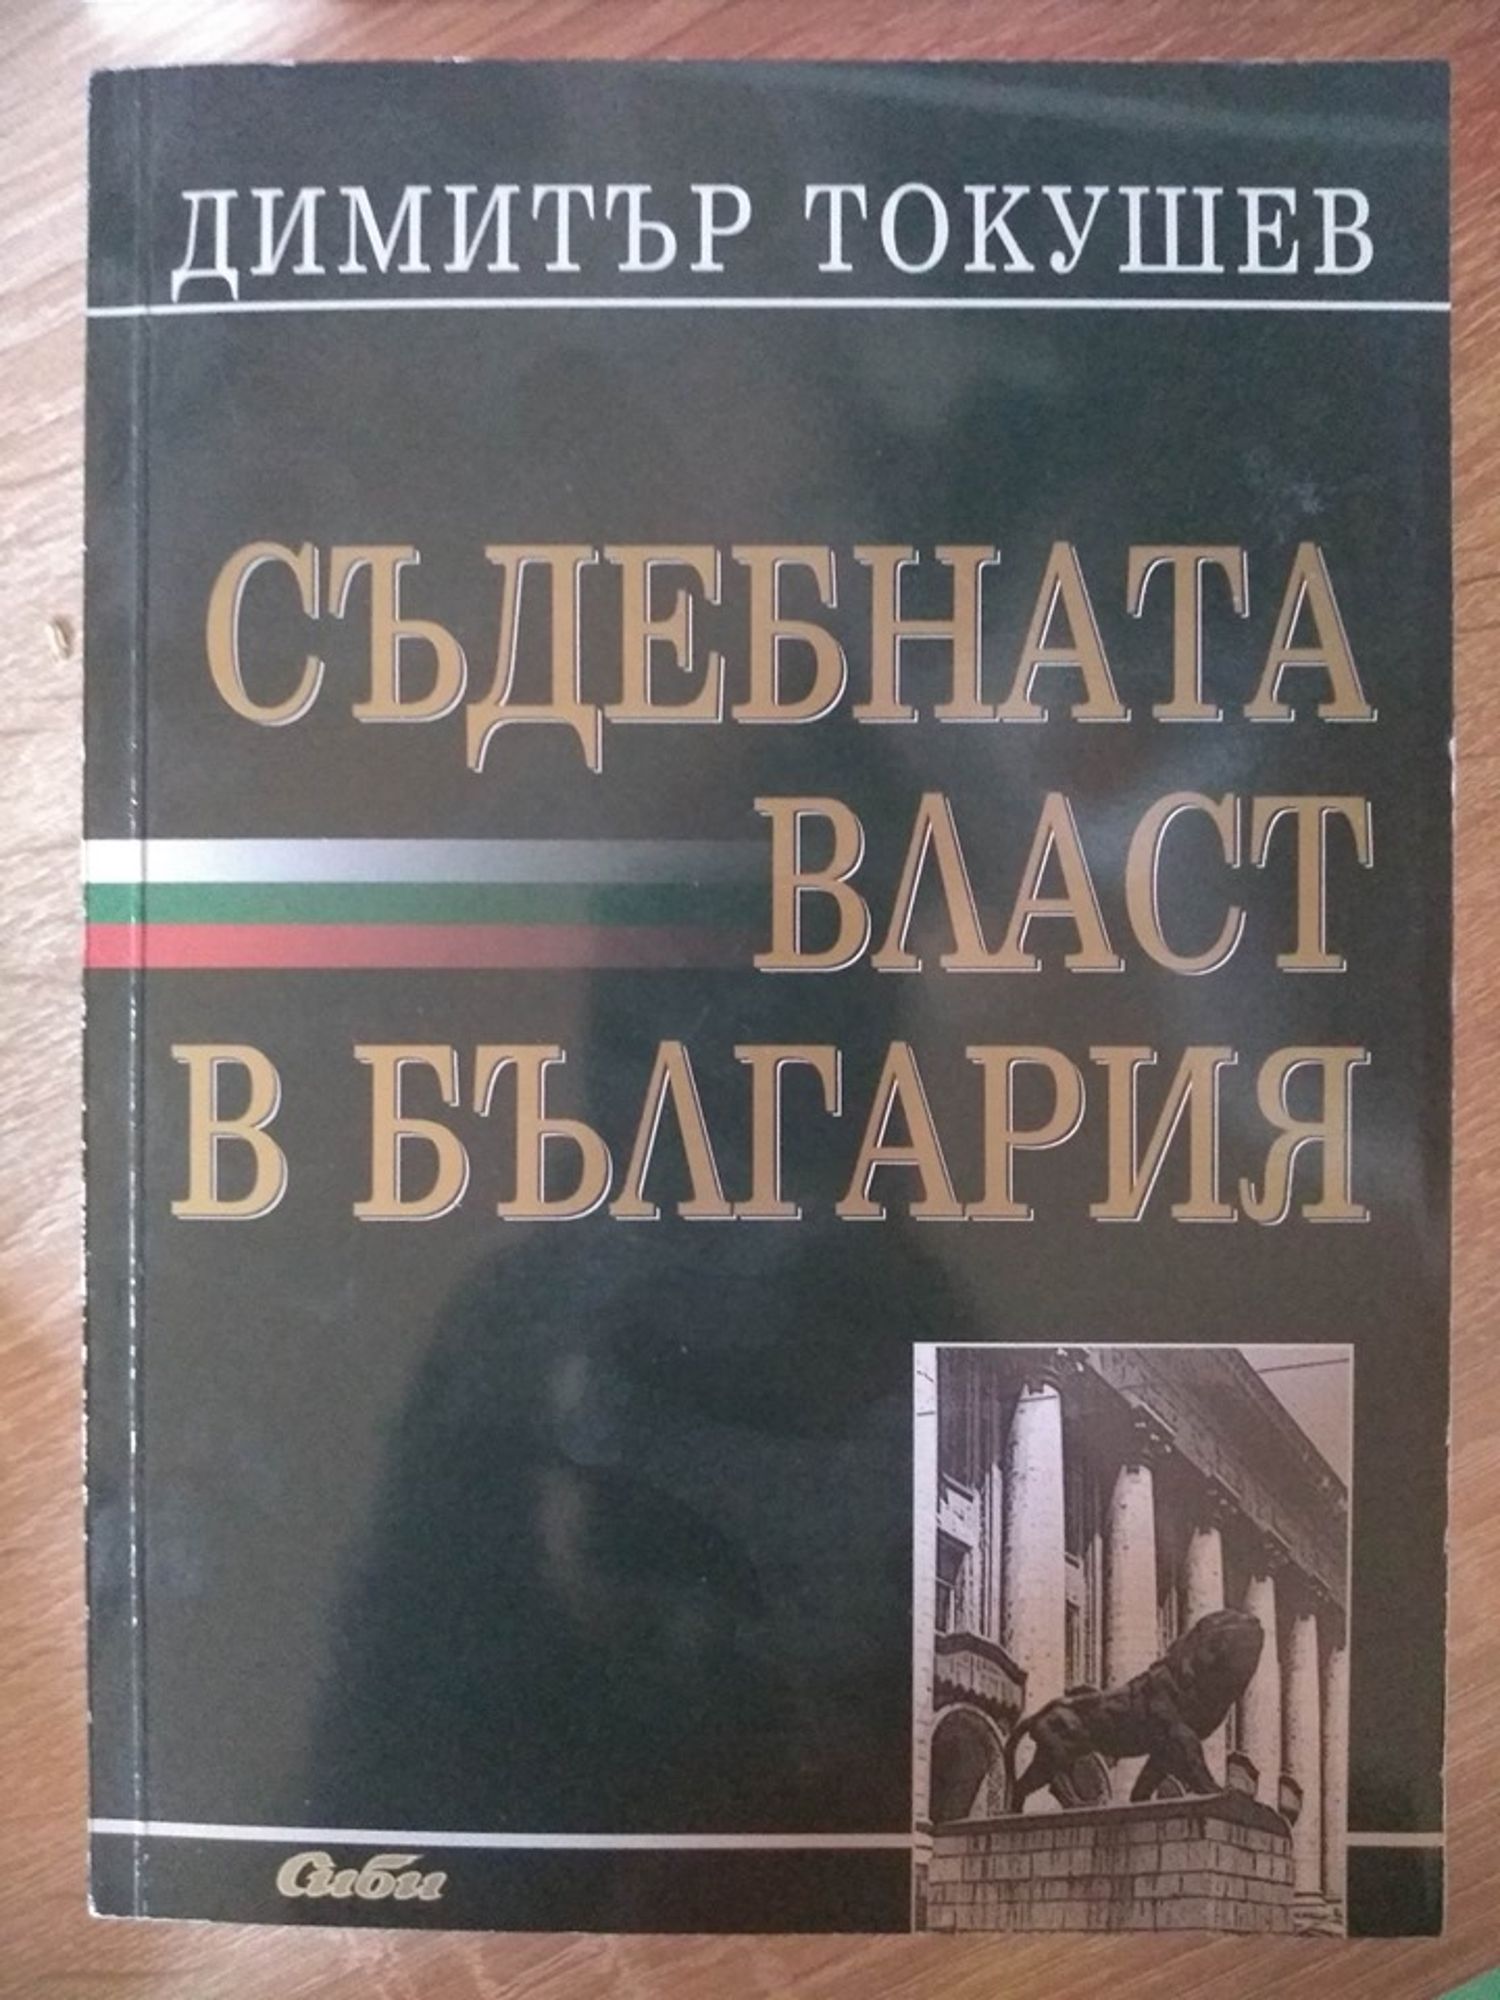 ДИМИТЪР ТОКУШЕВ
СЪДЕБНАТА
ВЛАСТ
В БЪЛГАРИЯ
Сиби